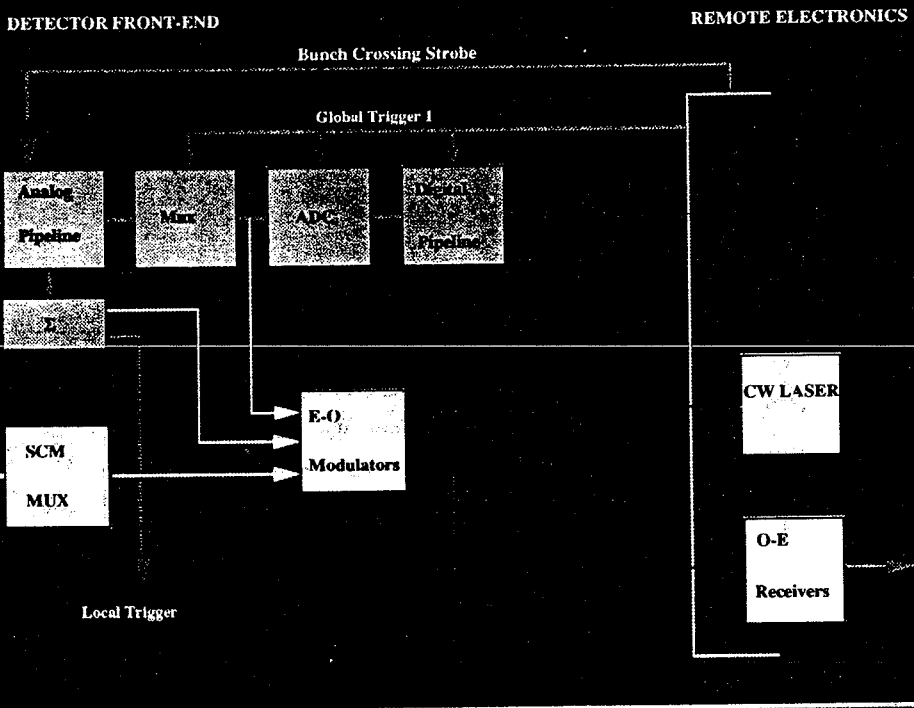 DETECTOR FRONT-END
REMOTE ELECTRONICS
Bunch Crossing Strobe
Global Trigger 1
Analog
Pipeline
Mux
ADC
Digital
Pipeline
Σ
CW LASER
E-O
Modulators
SCM
MUX
O-E
Receivers
Local Trigger